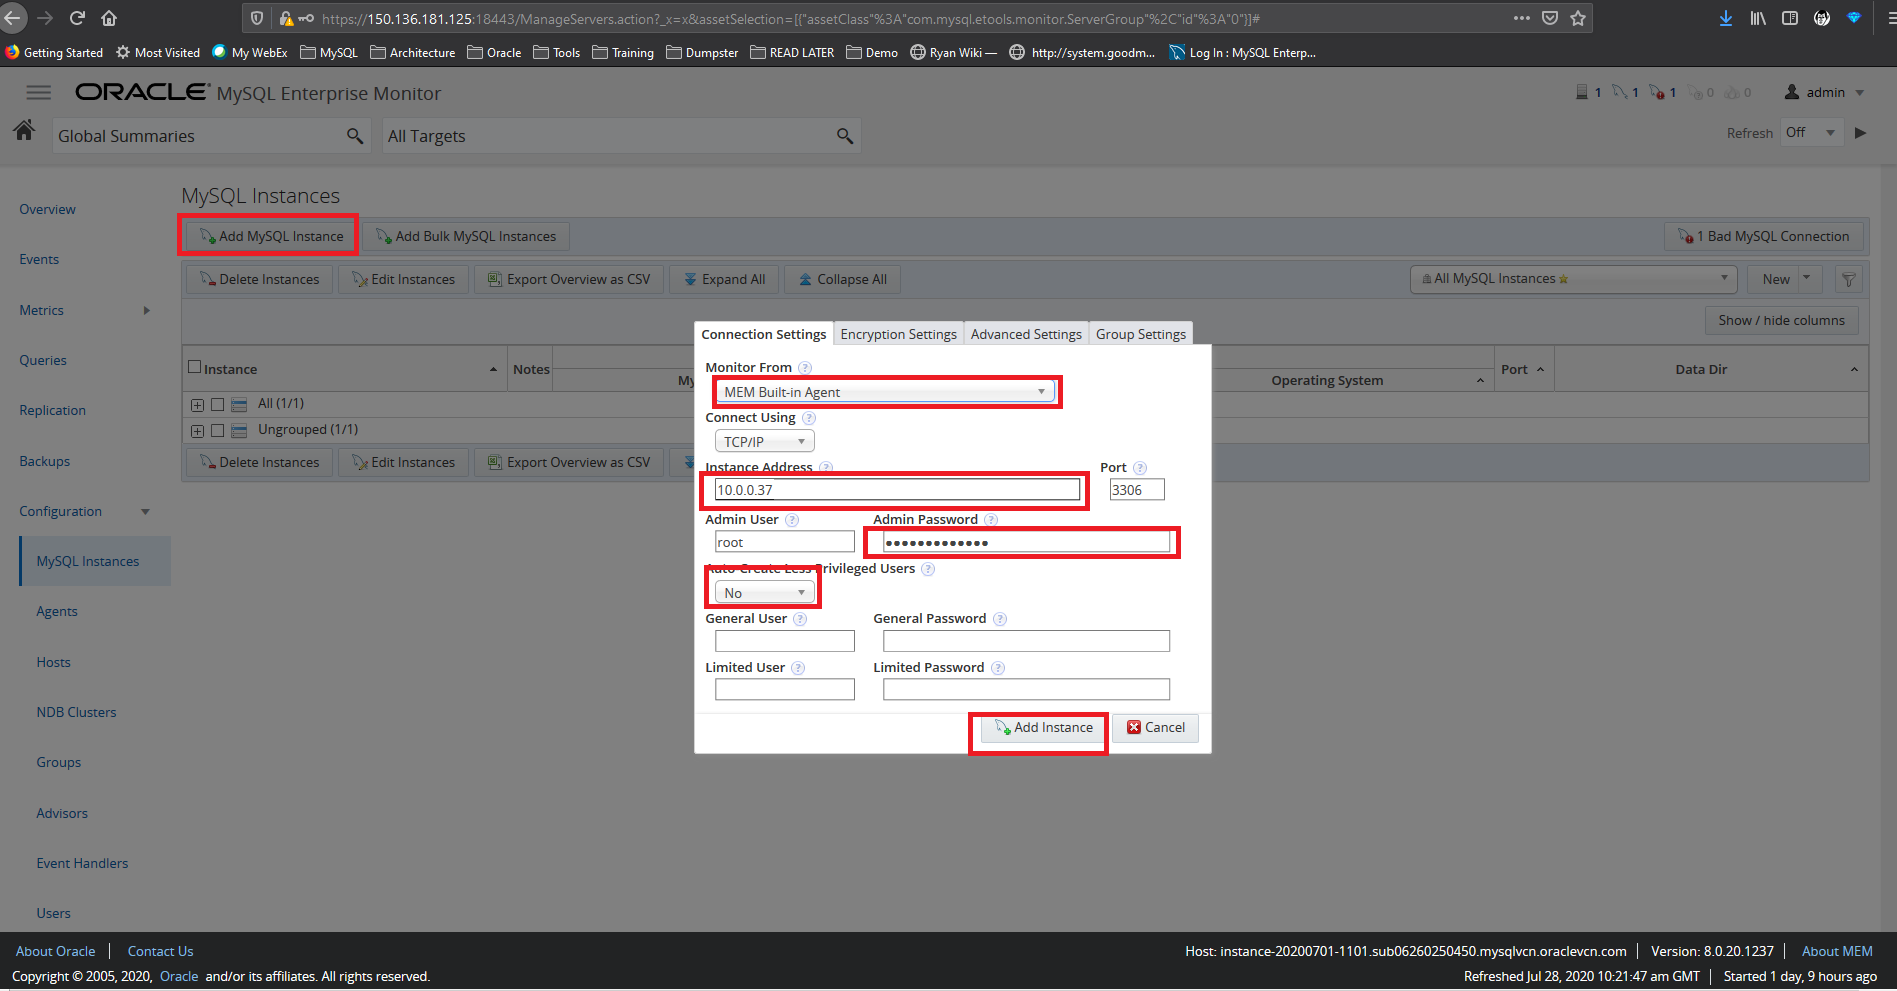 https://150.136.181.125:18443/ManageServers.action?_x=x&assetSelection=[{"assetClass"%3A"com.mysql.etools.monitor.ServerGroup"%2C"id"%3A"0"}]#
Getting Started Most Visited My WebEx MySQL Architecture Oracle Tools Training Dumpster READ LATER Demo Ryan Wiki — http://system.goodm... Log In : MySQL Enterp...
ORACLE MySQL Enterprise Monitor 1 1 1 0 0 admin
Global Summaries All Targets Refresh Off
MySQL Instances
Overview
Add MySQL Instance Add Bulk MySQL Instances 1 Bad MySQL Connection
Events
Delete Instances Edit Instances Export Overview as CSV Expand All Collapse All All MySQL Instances New
Metrics
Show / hide columns
Connection Settings Encryption Settings Advanced Settings Group Settings
Queries
Instance Notes My Operating System Port Data Dir
Monitor From ?
MEM Built-in Agent
All (1/1)
Replication
Connect Using ?
Ungrouped (1/1)
TCP/IP
Backups
Delete Instances Edit Instances Export Overview as CSV
Instance Address ? Port ?
10.0.0.37 3306
Configuration
Admin User ? Admin Password ?
root •••••••••••••
MySQL Instances
Auto Create Less Privileged Users ?
No
Agents
General User ? General Password ?
Hosts
Limited User ? Limited Password ?
NDB Clusters
Add Instance Cancel
Groups
Advisors
Event Handlers
Users
About Oracle Contact Us Host: instance-20200701-1101.sub06260250450.mysqlvcn.oraclevcn.com Version: 8.0.20.1237 About MEM
Copyright © 2005, 2020, Oracle and/or its affiliates. All rights reserved. Refreshed Jul 28, 2020 10:21:47 am GMT Started 1 day, 9 hours ago